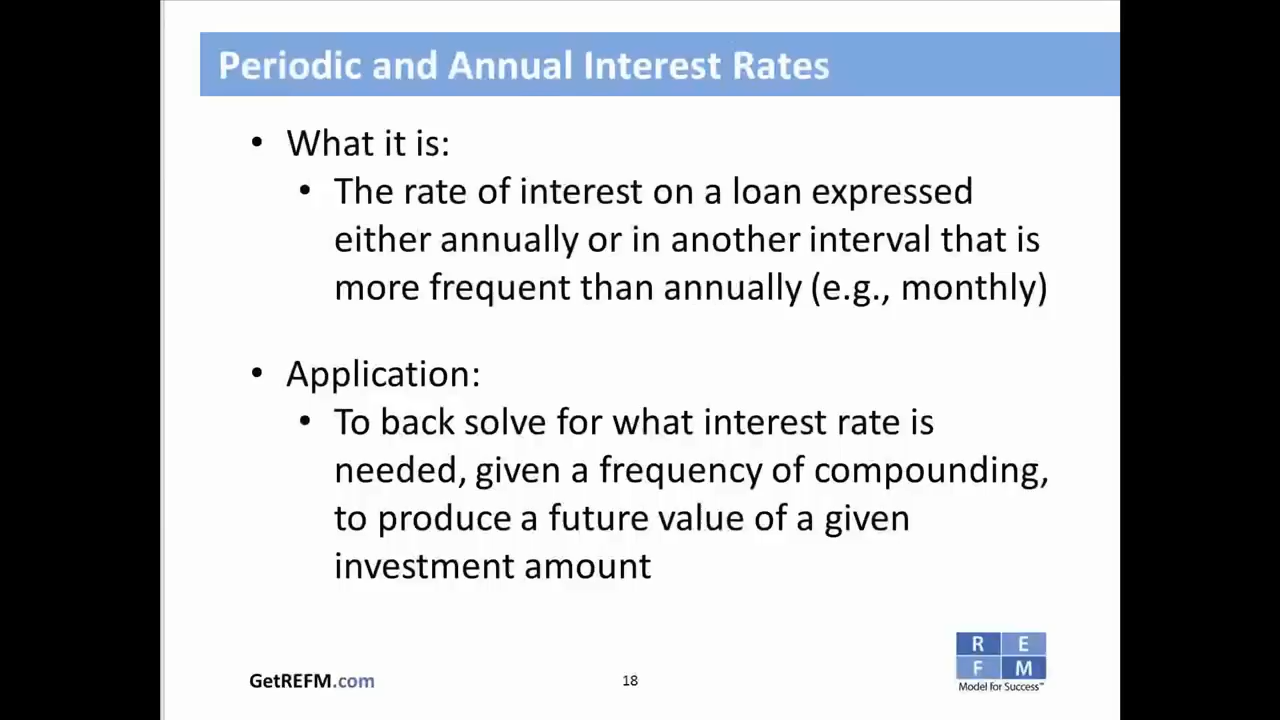 Periodic and Annual Interest Rates
• What it is:
• The rate of interest on a loan expressed
either annually or in another interval that is
more frequent than annually (e.g., monthly)
• Application:
• To back solve for what interest rate is
needed, given a frequency of compounding,
to produce a future value of a given
investment amount
GetREFM.com
18
R E
F M
Model for Success™